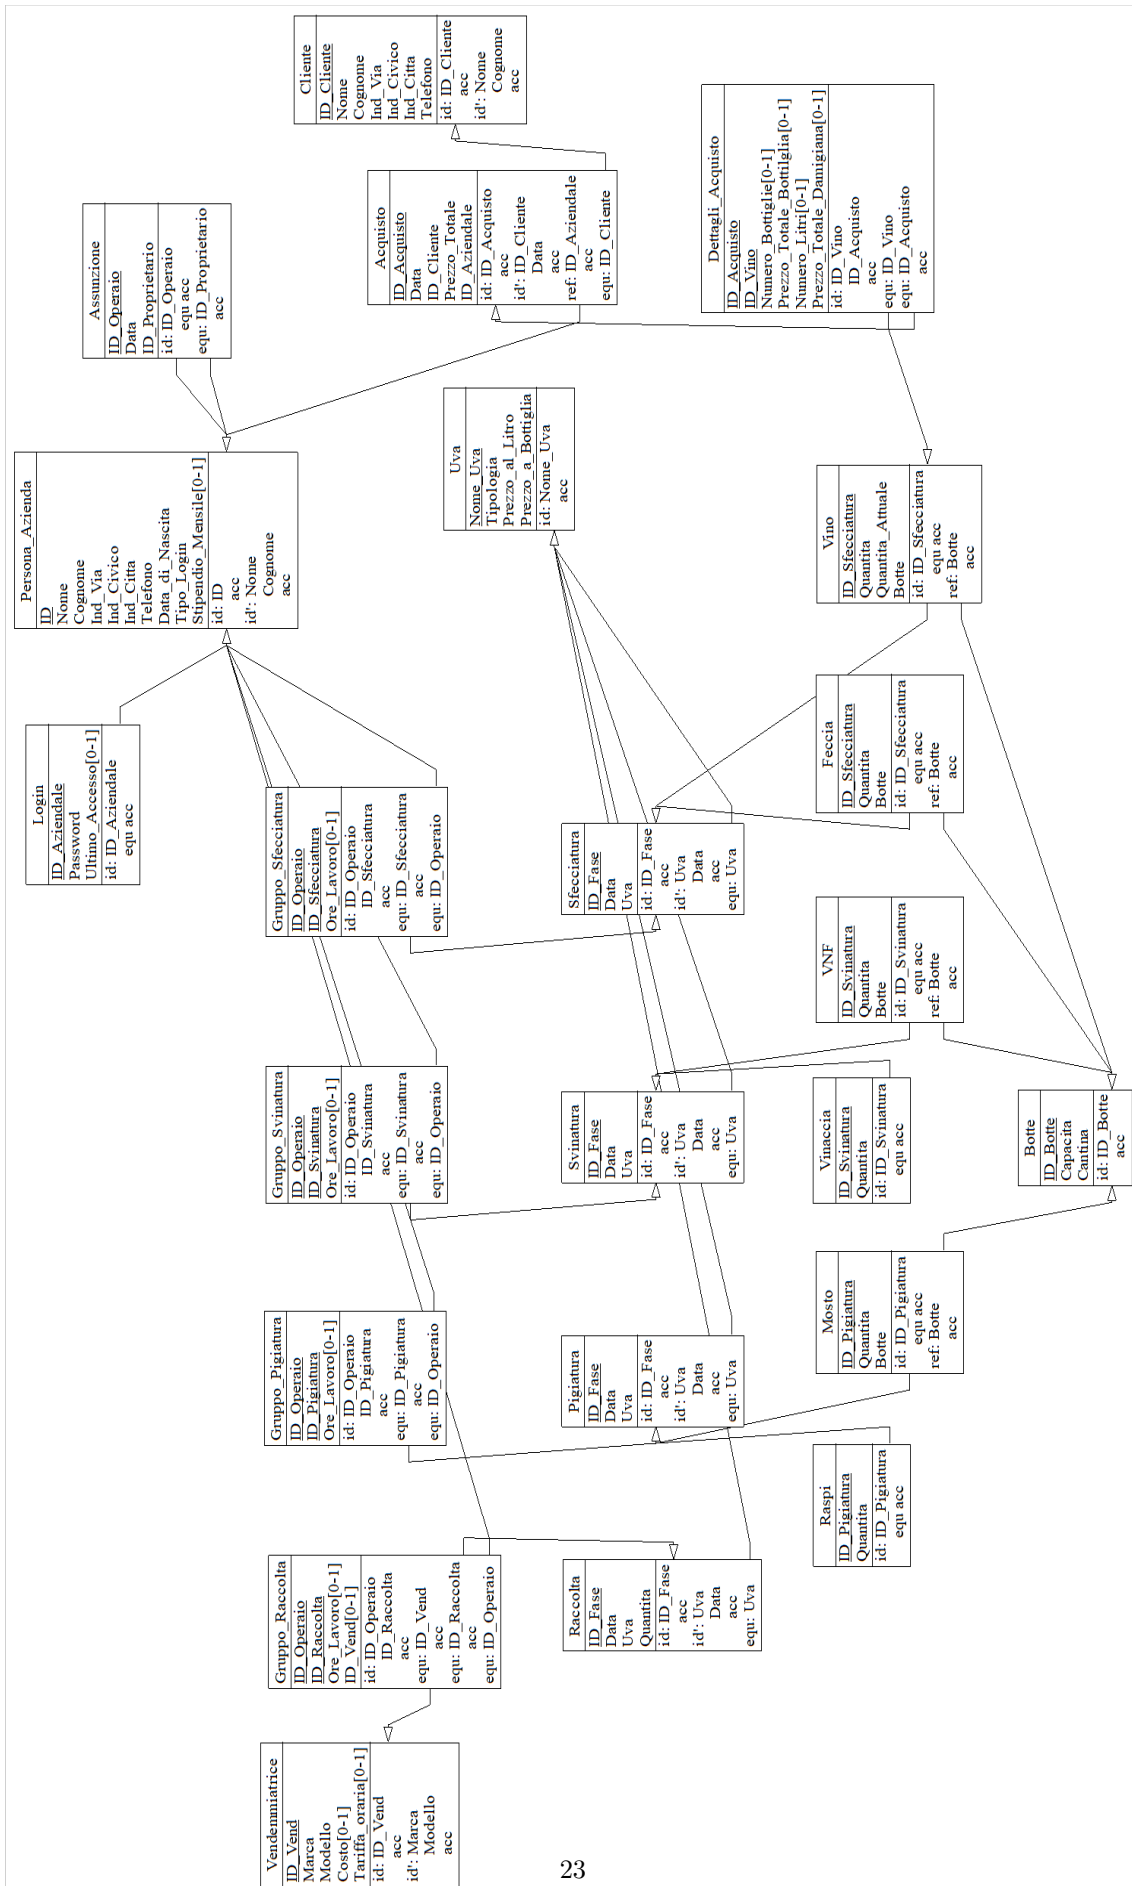 Cliente
ID_Cliente
Nome
Cognome
Ind_Via
Ind_Civico
Ind_Citta
Telefono
id: ID_Cliente
acc
id': Nome
Cognome
acc
Assunzione
ID_Operaio
Data
ID_Proprietario
id: ID_Operaio
equ acc
equ: ID_Proprietario
acc
Acquisto
ID_Acquisto
Data
ID_Cliente
Prezzo_Totale
ID_Aziendale
id: ID_Acquisto
acc
id': ID_Cliente
Data
acc
ref: ID_Aziendale
acc
equ: ID_Cliente
Dettagli_Acquisto
ID_Acquisto
ID_Vino
Numero_Bottiglie[0-1]
Prezzo_Totale_Bottilglia[0-1]
Numero_Litri[0-1]
Prezzo_Totale_Damigiana[0-1]
id: ID_Vino
ID_Acquisto
acc
equ: ID_Vino
equ: ID_Acquisto
acc
Persona_Azienda
ID
Nome
Cognome
Ind_Via
Ind_Civico
Ind_Citta
Telefono
Data_di_Nascita
Tipo_Login
Stipendio_Mensile[0-1]
id: ID
acc
id': Nome
Cognome
acc
Uva
Nome_Uva
Tipologia
Prezzo_al_Litro
Prezzo_a_Bottiglia
id: Nome_Uva
acc
Vino
ID_Sfecciatura
Quantita
Quantita_Attuale
Botte
id: ID_Sfecciatura
equ acc
ref: Botte
acc
Login
ID_Aziendale
Password
Ultimo_Accesso[0-1]
id: ID_Aziendale
equ acc
Gruppo_Sfecciatura
ID_Operaio
ID_Sfecciatura
Ore_Lavoro[0-1]
id: ID_Operaio
ID_Sfecciatura
acc
equ: ID_Sfecciatura
acc
equ: ID_Operaio
Sfecciatura
ID_Fase
Data
Uva
id: ID_Fase
acc
id': Uva
Data
acc
equ: Uva
Feccia
ID_Sfecciatura
Quantita
Botte
id: ID_Sfecciatura
equ acc
ref: Botte
acc
Gruppo_Svinatura
ID_Operaio
ID_Svinatura
Ore_Lavoro[0-1]
id: ID_Operaio
ID_Svinatura
acc
equ: ID_Svinatura
acc
equ: ID_Operaio
Svinatura
ID_Fase
Data
Uva
id: ID_Fase
acc
id': Uva
Data
acc
equ: Uva
VNF
ID_Svinatura
Quantita
Botte
id: ID_Svinatura
equ acc
ref: Botte
acc
Vinaccia
ID_Svinatura
Quantita
id: ID_Svinatura
equ acc
Botte
ID_Botte
Capacita
Cantina
id: ID_Botte
acc
Gruppo_Pigiatura
ID_Operaio
ID_Pigiatura
Ore_Lavoro[0-1]
id: ID_Operaio
ID_Pigiatura
acc
equ: ID_Pigiatura
acc
equ: ID_Operaio
Pigiatura
ID_Fase
Data
Uva
id: ID_Fase
acc
id': Uva
Data
acc
equ: Uva
Mosto
ID_Pigiatura
Quantita
Botte
id: ID_Pigiatura
equ acc
ref: Botte
acc
Raspi
ID_Pigiatura
Quantita
id: ID_Pigiatura
equ acc
Gruppo_Raccolta
ID_Operaio
ID_Raccolta
Ore_Lavoro[0-1]
ID_Vend[0-1]
id: ID_Operaio
ID_Raccolta
acc
equ: ID_Vend
acc
equ: ID_Raccolta
acc
equ: ID_Operaio
Raccolta
ID_Fase
Data
Uva
Quantita
id: ID_Fase
acc
id': Uva
Data
acc
equ: Uva
Vendemmiatrice
ID_Vend
Marca
Modello
Costo[0-1]
Tariffa_oraria[0-1]
id: ID_Vend
acc
id': Marca
Modello
acc
23